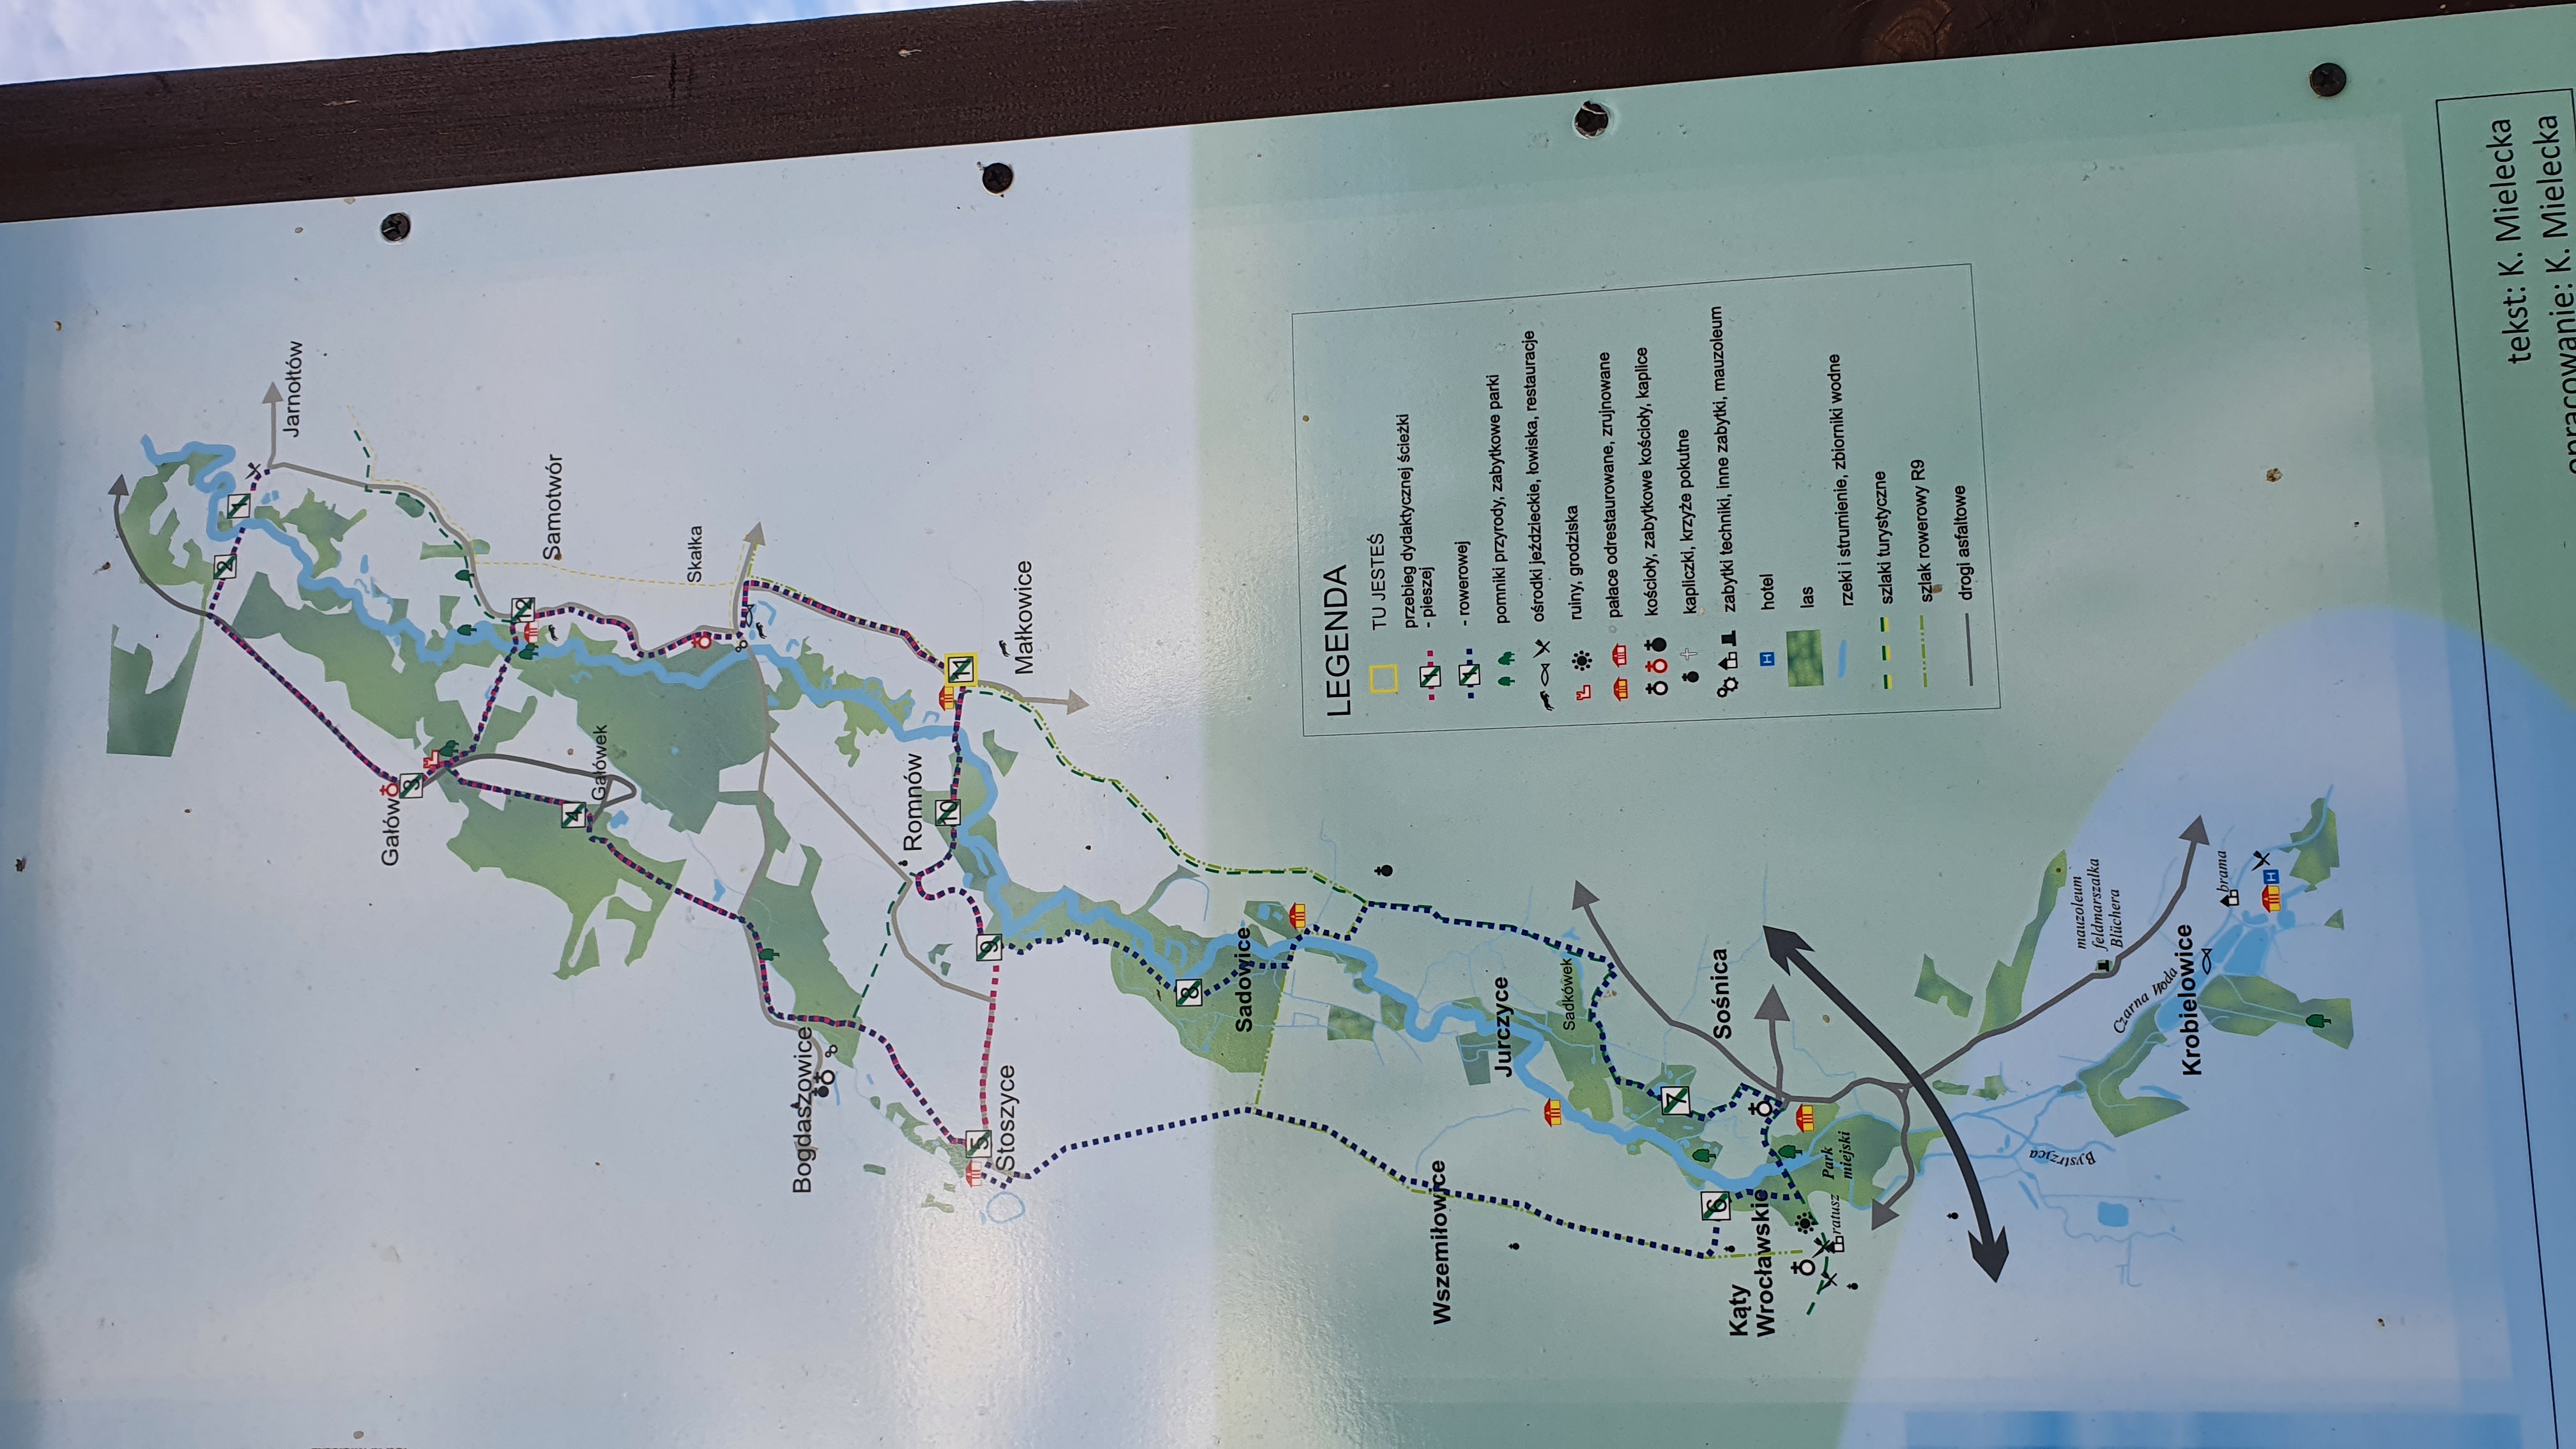 2
1
Jarnołtów
Gałów
3
12
Samotwór
4
Gałówek
Skałka
Bogdaszowice
Romnów
10
11
5
9
Stoszyce
Małkowice
8
Sadowice
Wszemiłowice
Jurczyce
Sadkówek
7
6
Sośnica
Kąty
Wrocławskie
ratusz
Park
miejski
Bystrzyca
mauzoleum
feldmarszałka
Blüchera
Czarna Woda
Krobielowice
brama
H
LEGENDA
TU JESTEŚ
przebieg dydaktycznej ścieżki
1 - pieszej
1 - rowerowej
pomniki przyrody, zabytkowe parki
ośrodki jeździeckie, łowiska, restauracje
ruiny, grodziska
pałace odrestaurowane, zrujnowane
kościoły, zabytkowe kościoły, kaplice
kapliczki, krzyże pokutne
zabytki techniki, inne zabytki, mauzoleum
H hotel
las
rzeki i strumienie, zbiorniki wodne
szlaki turystyczne
szlak rowerowy R9
drogi asfaltowe
tekst: K. Mielecka
opracowanie: K. Mielecka